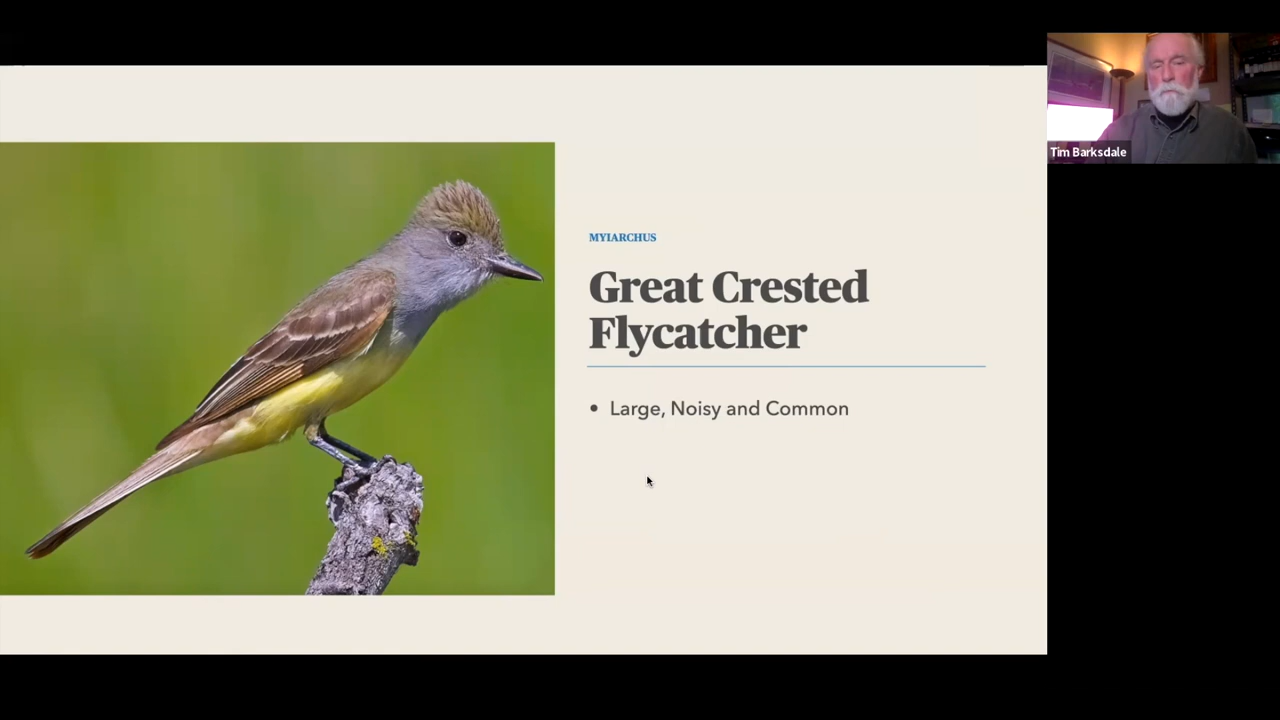 MYIARCHUS
Great Crested
Flycatcher
• Large, Noisy and Common
Tim Barksdale